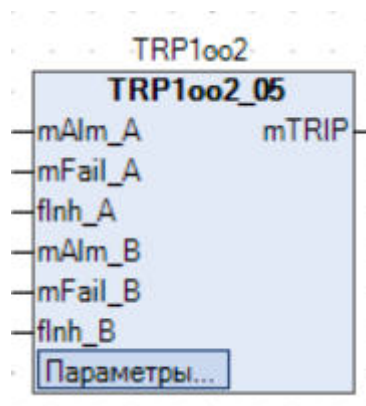 TRP1oo2
TRP1oo2_05
mAlm_A mTRIP
mFail_A
fInh_A
mAlm_B
mFail_B
fInh_B
Параметры...